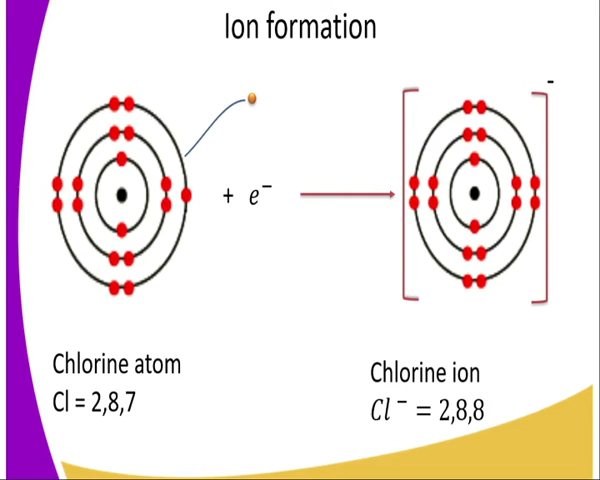 Ion formation
-
+ e⁻
Chlorine atom
Cl = 2,8,7
Chlorine ion
Cl⁻ = 2,8,8